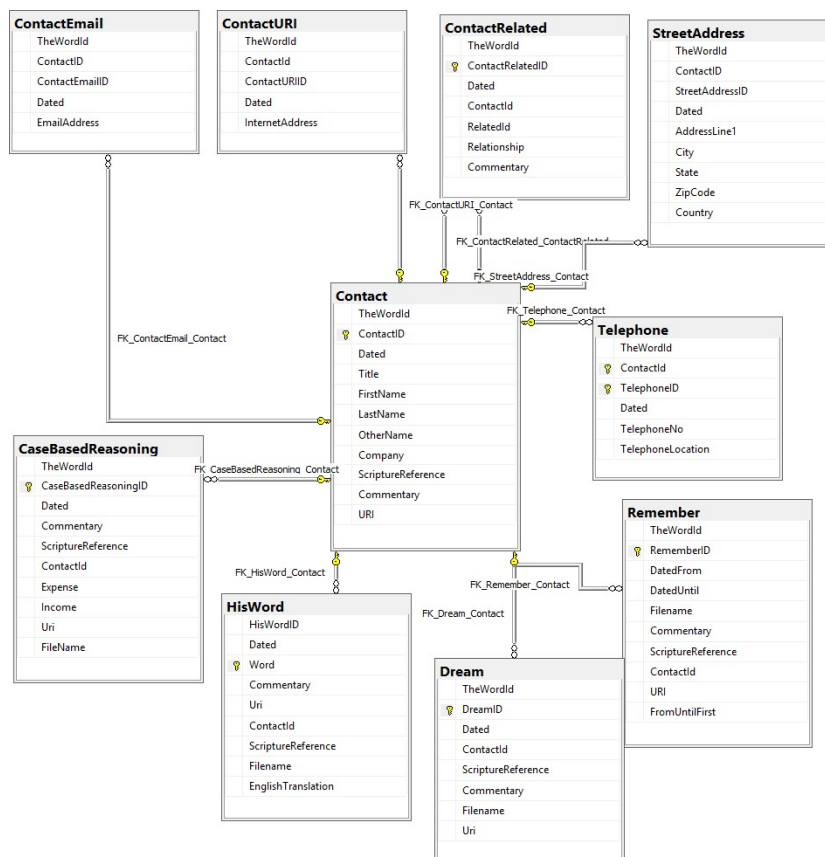 ContactEmail
TheWordId
ContactID
ContactEmailID
Dated
EmailAddress
ContactURI
TheWordId
ContactId
ContactURIID
Dated
InternetAddress
ContactRelated
TheWordId
ContactRelatedID
Dated
ContactId
RelatedId
Relationship
Commentary
StreetAddress
TheWordId
ContactID
StreetAddressID
Dated
AddressLine1
City
State
ZipCode
Country
FK_ContactURI_Contact
FK_ContactRelated_ContactRelated
FK_StreetAddress_Contact
FK_Telephone_Contact
FK_ContactEmail_Contact
Contact
TheWordId
ContactID
Dated
Title
FirstName
LastName
OtherName
Company
ScriptureReference
Commentary
URI
Telephone
TheWordId
ContactId
TelephoneID
Dated
TelephoneNo
TelephoneLocation
CaseBasedReasoning
TheWordId
CaseBasedReasoningID
Dated
Commentary
ScriptureReference
ContactId
Expense
Income
Uri
FileName
FK_CaseBasedReasoning_Contact
Remember
TheWordId
RememberID
DatedFrom
DatedUntil
Filename
Commentary
ScriptureReference
ContactId
URI
FromUntilFirst
FK_HisWord_Contact
FK_Remember_Contact
FK_Dream_Contact
HisWord
HisWordID
Dated
Word
Commentary
Uri
ContactId
ScriptureReference
Filename
EnglishTranslation
Dream
TheWordId
DreamID
Dated
ContactId
ScriptureReference
Commentary
Filename
Uri